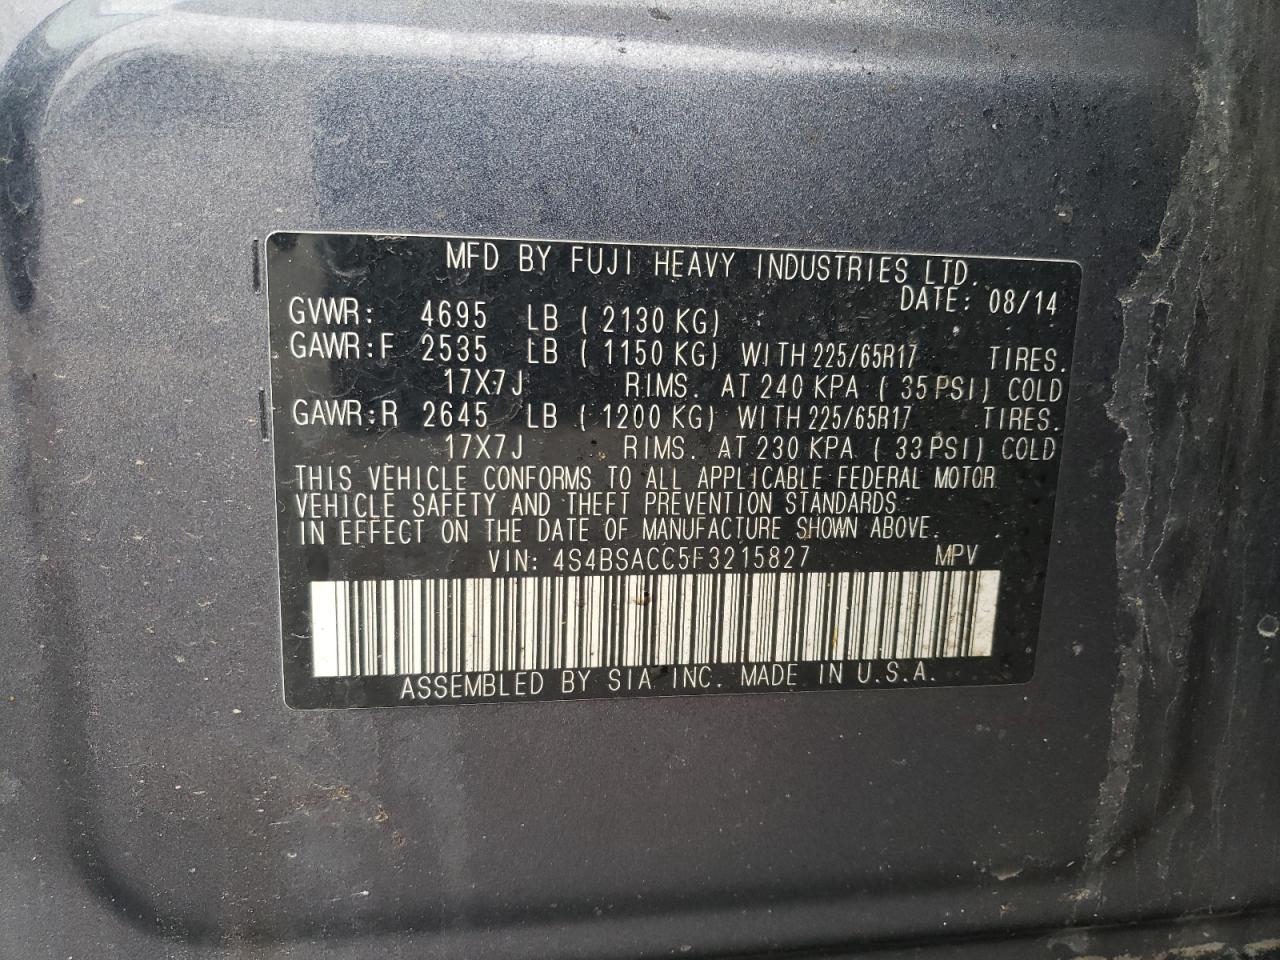 MFD BY FUJI HEAVY INDUSTRIES LTD.
DATE: 08/14
GVWR: 4695 LB ( 2130 KG)
GAWR:F 2535 LB ( 1150 KG) WITH 225/65R17 TIRES.
17X7J RIMS. AT 240 KPA ( 35 PSI) COLD
GAWR:R 2645 LB ( 1200 KG) WITH 225/65R17 TIRES.
17X7J RIMS. AT 230 KPA ( 33 PSI) COLD
THIS VEHICLE CONFORMS TO ALL APPLICABLE FEDERAL MOTOR
VEHICLE SAFETY AND THEFT PREVENTION STANDARDS
IN EFFECT ON THE DATE OF MANUFACTURE SHOWN ABOVE.
VIN: 4S4BSACC5F3215827 MPV
ASSEMBLED BY SIA INC. MADE IN U.S.A.